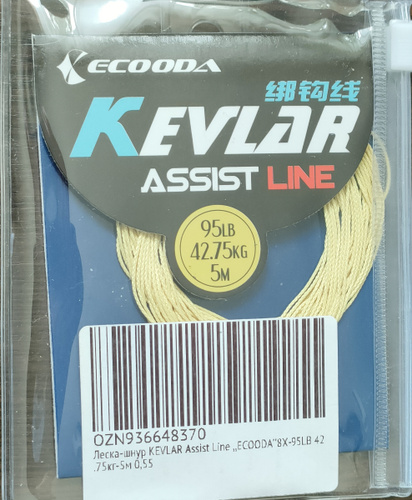 ECOODA
绑钩线
KEVLAR
ASSIST LINE
95LB
42.75KG
5M
OZN936648370
Леска-шнур KEVLAR Assist Line „ECOODA"8X-95LB 42
.75кг-5м 0,55